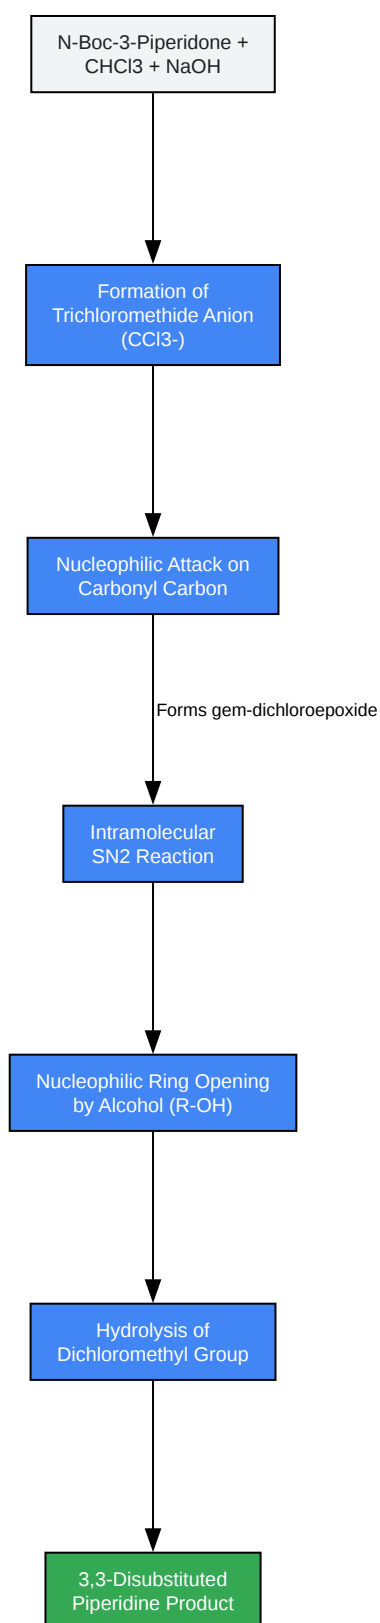 N-Boc-3-Piperidone +
CHCl3 + NaOH
Formation of
Trichloromethide Anion
(CCl3-)
Nucleophilic Attack on
Carbonyl Carbon
Forms gem-dichloroepoxide
Intramolecular
SN2 Reaction
Nucleophilic Ring Opening
by Alcohol (R-OH)
Hydrolysis of
Dichloromethyl Group
3,3-Disubstituted
Piperidine Product